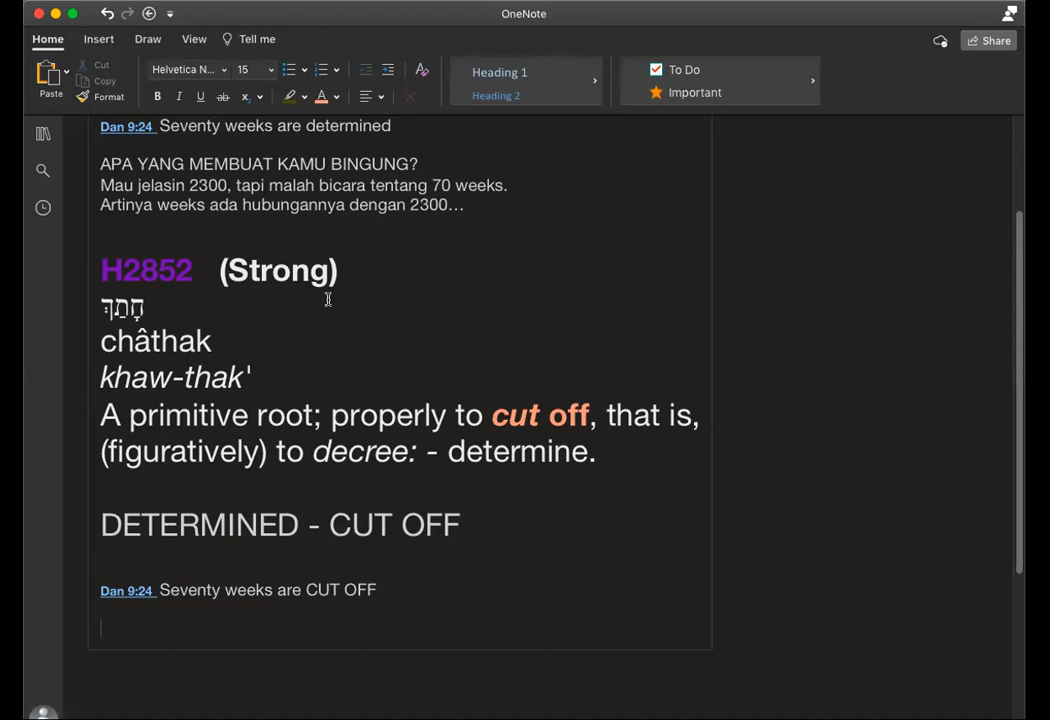 OneNote
Home Insert Draw View Tell me
Share
Paste
Cut
Copy
Format
Helvetica N... 15
B I U ab x A
Heading 1
Heading 2
To Do
Important
Dan 9:24 Seventy weeks are determined
APA YANG MEMBUAT KAMU BINGUNG?
Mau jelasin 2300, tapi malah bicara tentang 70 weeks.
Artinya weeks ada hubungannya dengan 2300…
H2852 (Strong)
חָתַךְ
châthak
khaw-thak'
A primitive root; properly to cut off, that is,
(figuratively) to decree: - determine.
DETERMINED - CUT OFF
Dan 9:24 Seventy weeks are CUT OFF